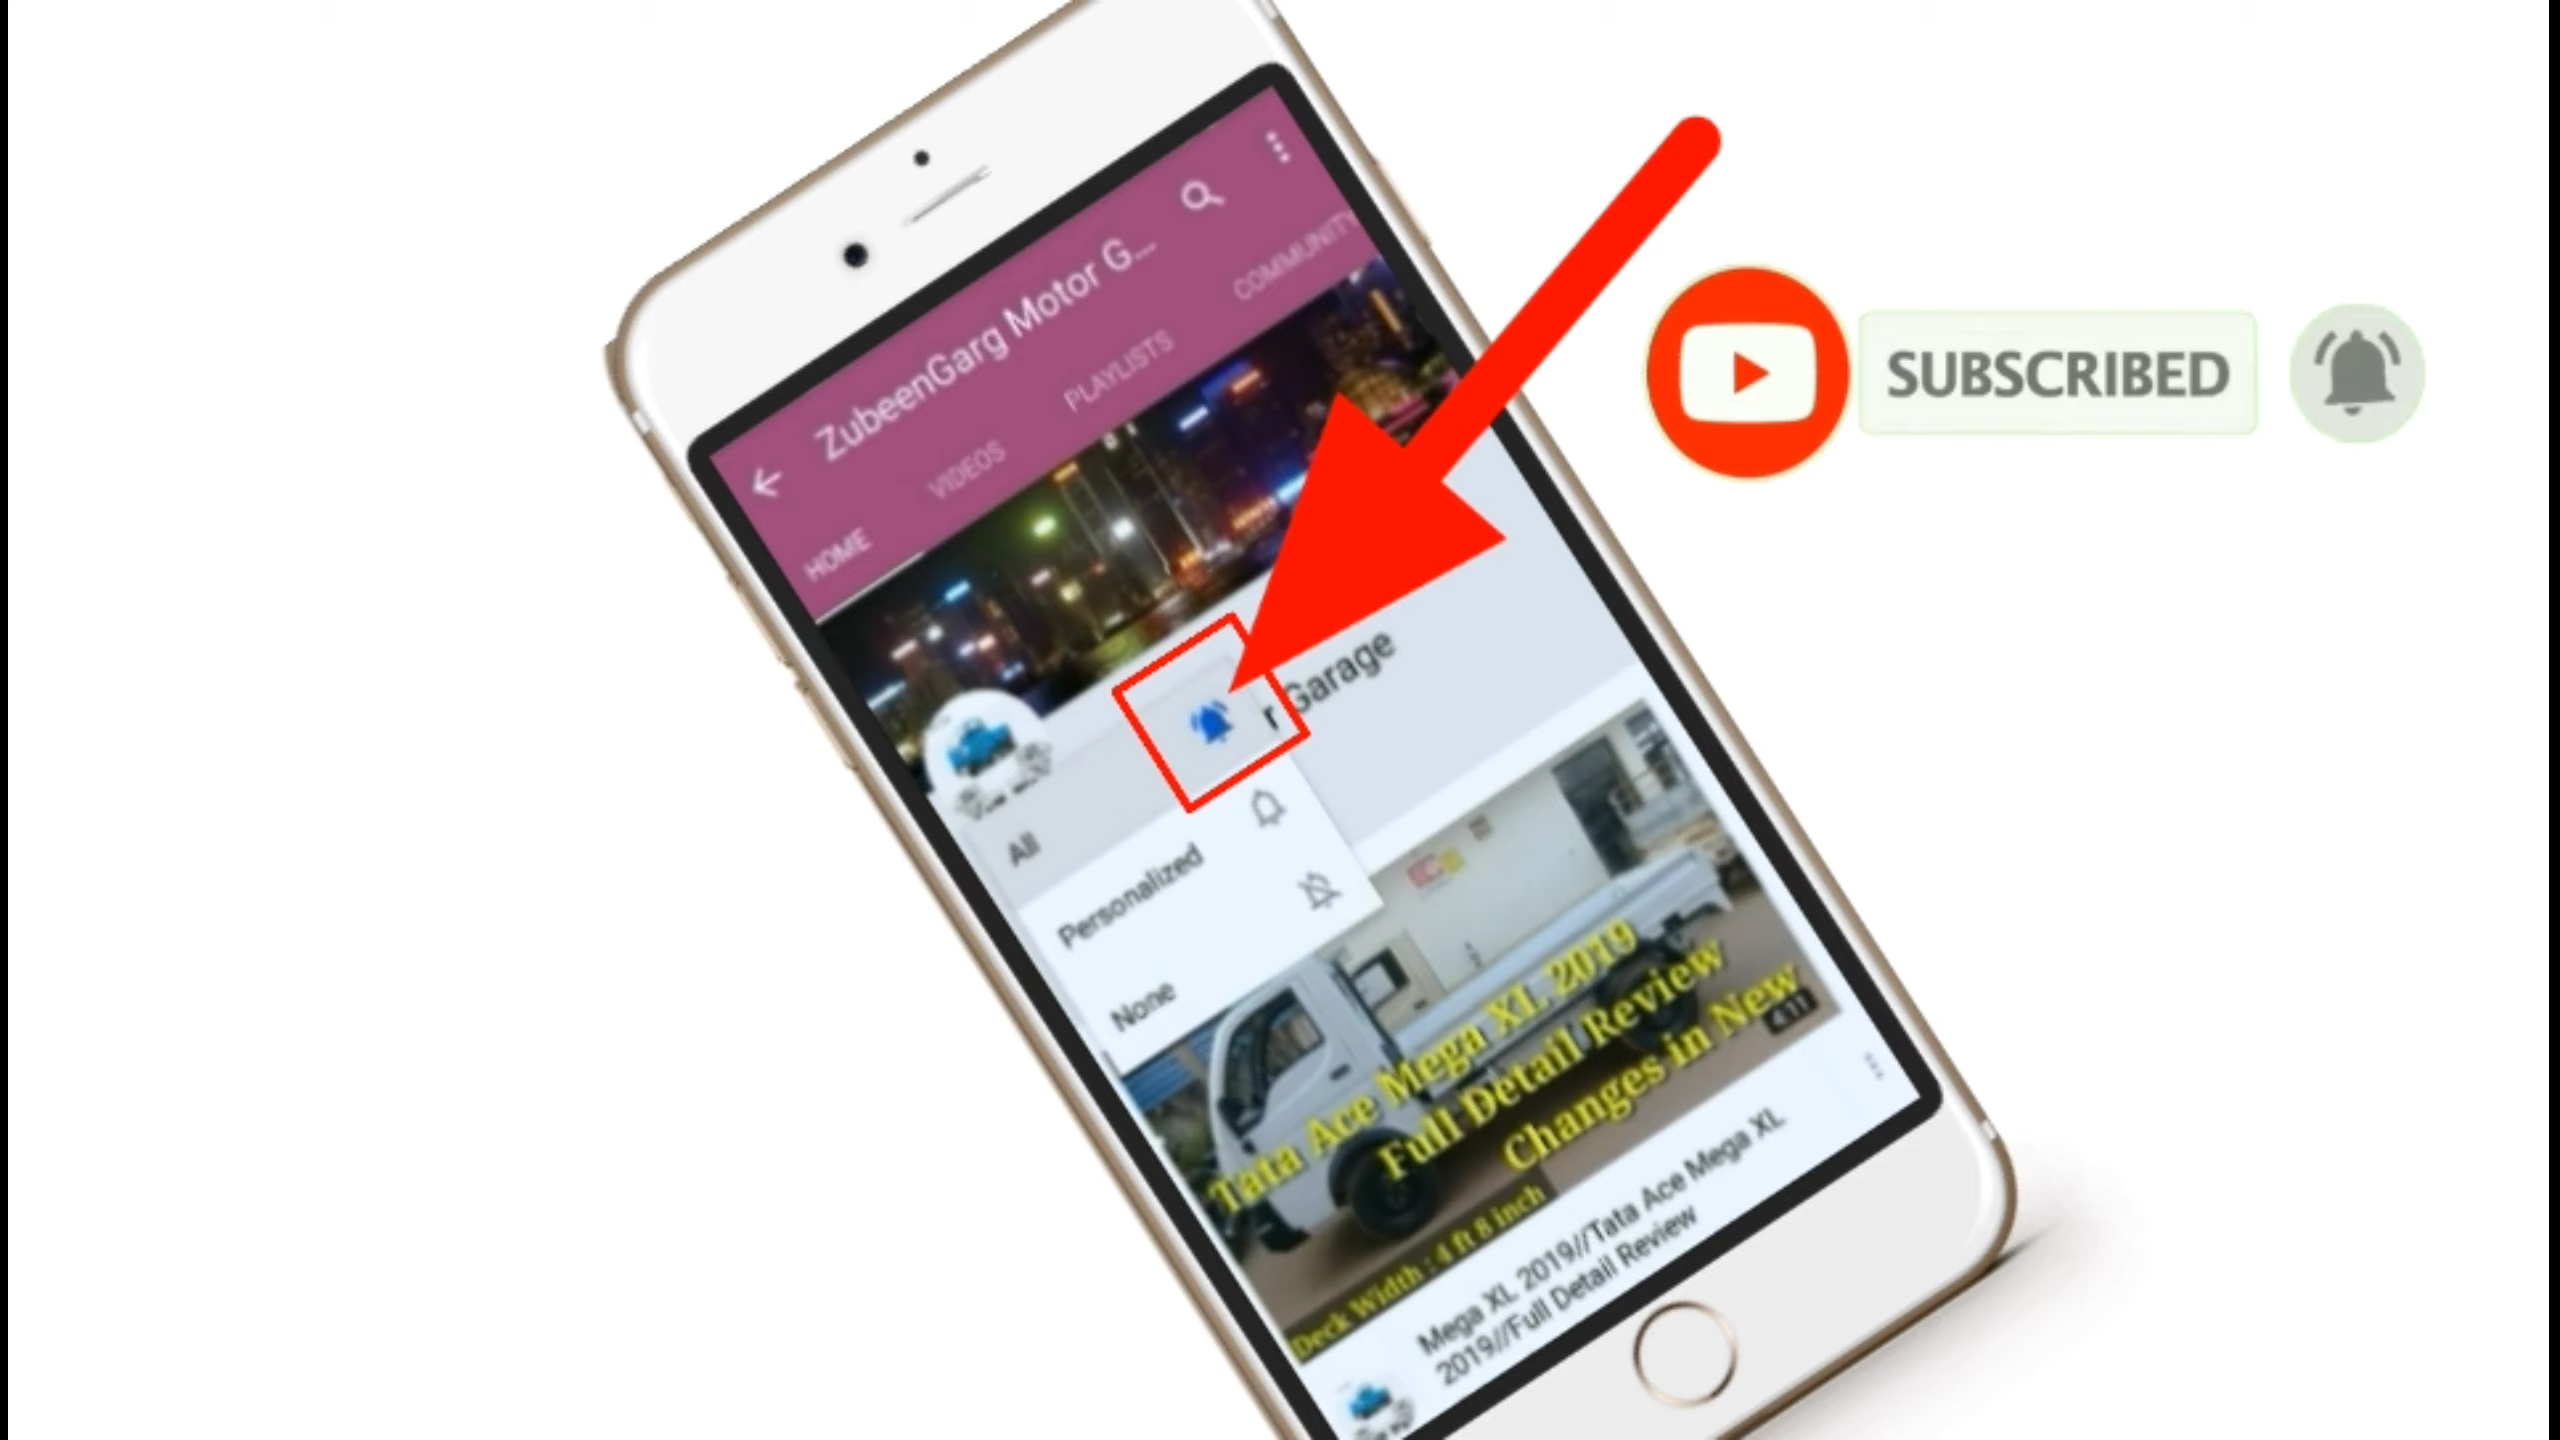 ZubeenGarg Motor G...
HOME
VIDEOS
PLAYLISTS
COMMUNITY
SUBSCRIBED
r Garage
All
Personalized
None
Tata Ace Mega XL 2019
Full Detail Review
Changes in New
4:11
Deck Width : 4 ft 8 inch
Mega XL 2019//Tata Ace Mega XL
2019//Full Detail Review